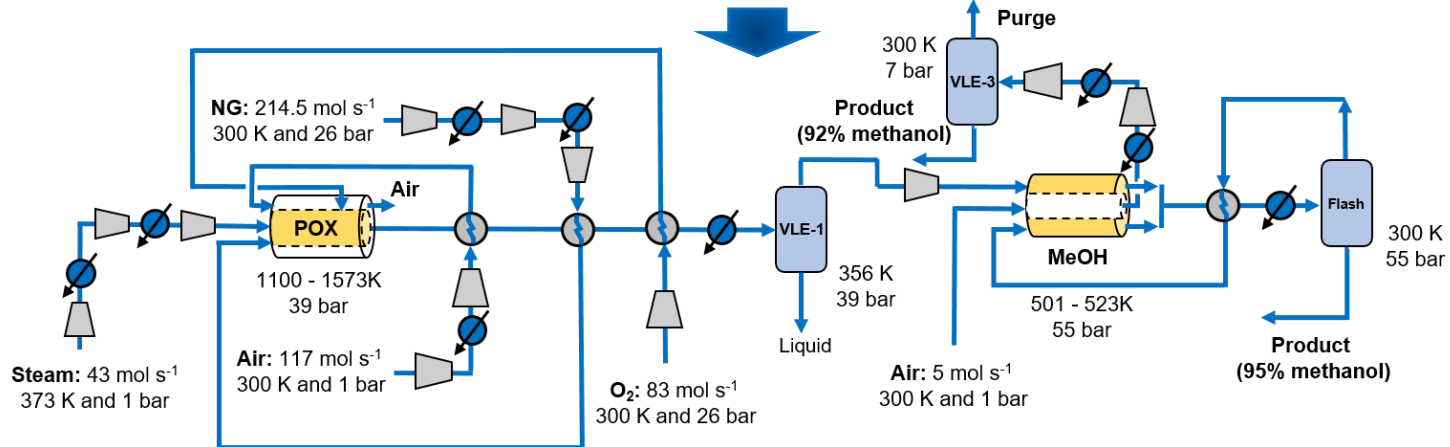 Purge
300 K
7 bar
VLE-3
NG: 214.5 mol s⁻¹
300 K and 26 bar
Product
(92% methanol)
Air
POX
VLE-1
Flash
1100 - 1573K
39 bar
356 K
39 bar
MeOH
300 K
55 bar
501 - 523K
55 bar
Liquid
Steam: 43 mol s⁻¹
373 K and 1 bar
Air: 117 mol s⁻¹
300 K and 1 bar
O₂: 83 mol s⁻¹
300 K and 26 bar
Air: 5 mol s⁻¹
300 K and 1 bar
Product
(95% methanol)